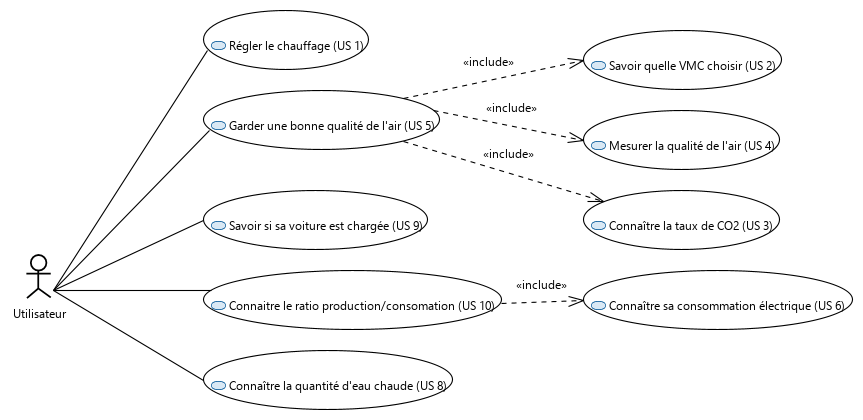 Régler le chauffage (US 1)
«include»
Savoir quelle VMC choisir (US 2)
Garder une bonne qualité de l'air (US 5)
«include»
Mesurer la qualité de l'air (US 4)
«include»
Connaître la taux de CO2 (US 3)
Savoir si sa voiture est chargée (US 9)
Utilisateur
Connaitre le ratio production/consomation (US 10)
«include»
Connaître sa consommation électrique (US 6)
Connaître la quantité d'eau chaude (US 8)